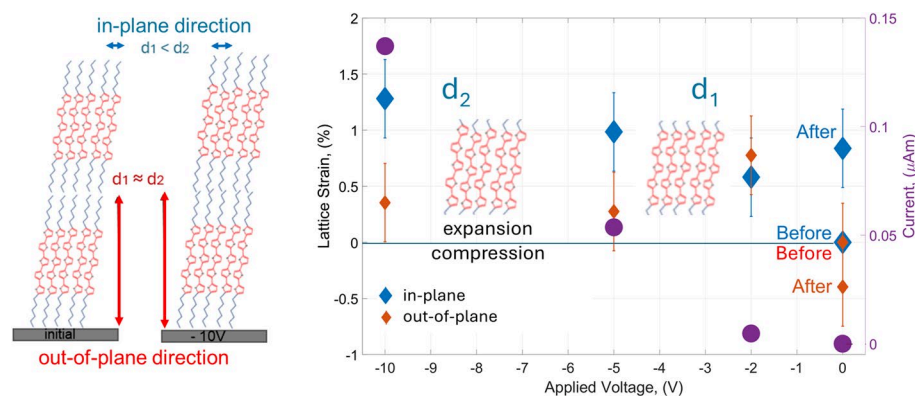 in-plane direction
d1 < d2
d1 ≈ d2
initial
- 10V
out-of-plane direction
2
1.5
1
0.5
0
-0.5
-1
Lattice Strain, (%)
d2
d1
expansion
compression
in-plane
out-of-plane
After
Before
Before
After
-10
-9
-8
-7
-6
-5
-4
-3
-2
-1
0
Applied Voltage, (V)
0.15
0.10
0.05
0
Current, (μAm)